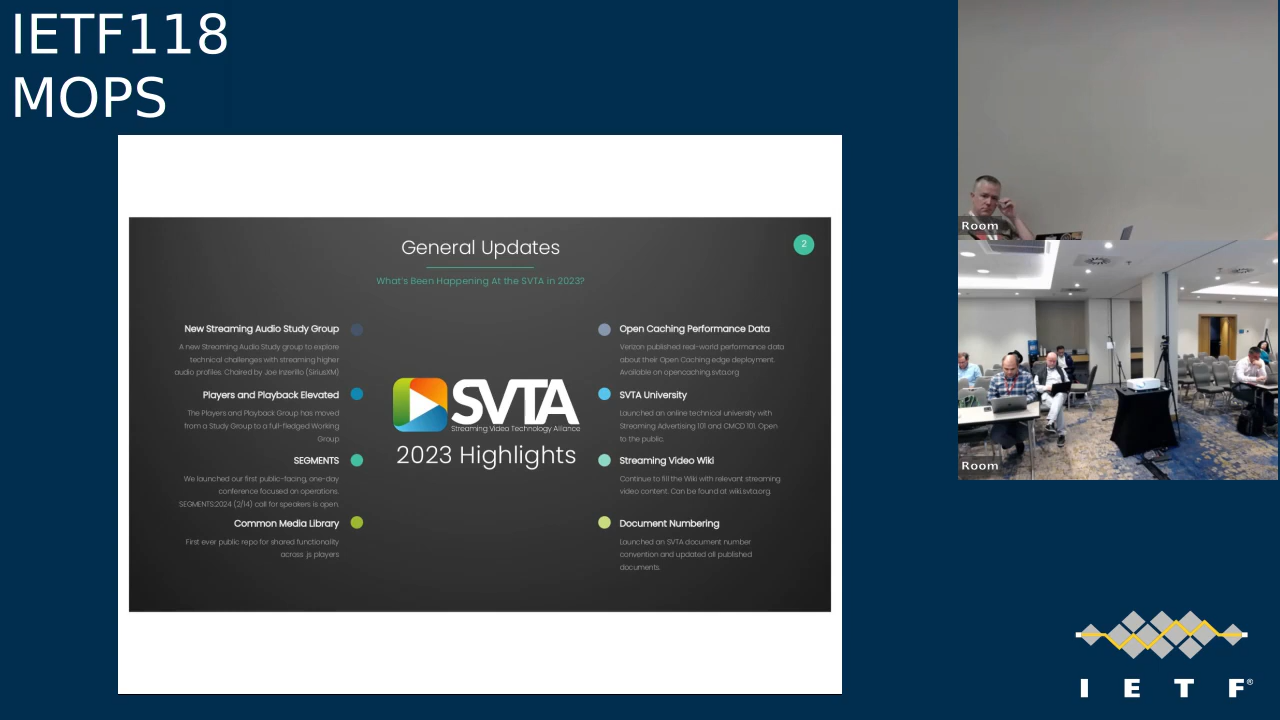 IETF118
MOPS
General Updates
2
What's Been Happening At the SVTA in 2023?
New Streaming Audio Study Group
A new Streaming Audio Study group to explore
technical challenges with streaming higher
audio profiles. Chaired by Joe Inzerillo (SiriusXM)
Players and Playback Elevated
The Players and Playback Group has moved
from a Study Group to a full-fledged Working
Group
SEGMENTS
We launched our first public-facing, one-day
conference focused on operations.
SEGMENTS:2024 (2/14) call for speakers is open.
Common Media Library
First ever public repo for shared functionality
across js players
SVTA
Streaming Video Technology Alliance
2023 Highlights
Open Caching Performance Data
Verizon published real-world performance data
about their Open Caching edge deployment.
Available on opencaching.svta.org
SVTA University
Launched an online technical university with
Streaming Advertising 101 and CMCD 101. Open
to the public.
Streaming Video Wiki
Continue to fill the Wiki with relevant streaming
video content. Can be found at wiki.svta.org.
Document Numbering
Launched an SVTA document number
convention and updated all published
documents.
Room
Room
I E T F®